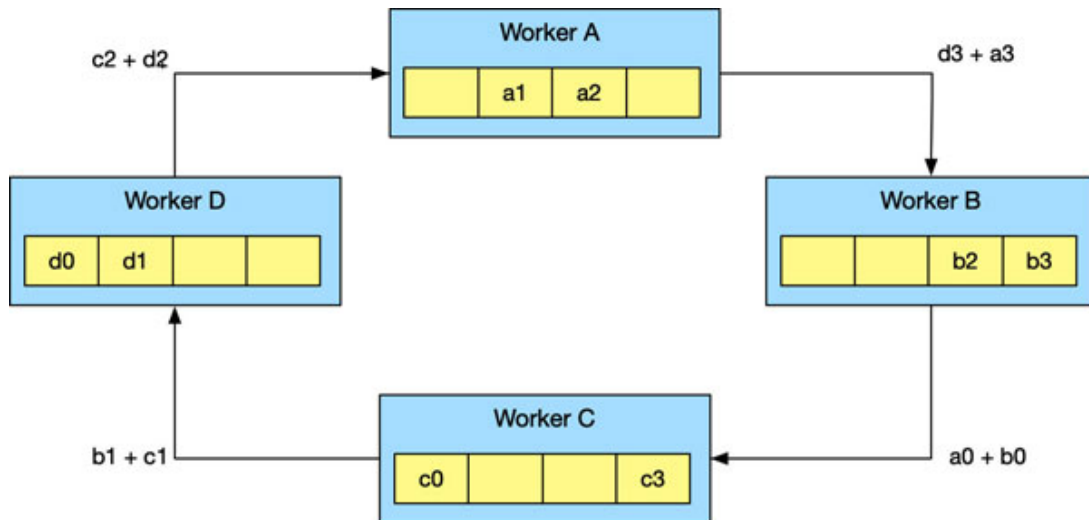 Worker A
c2 + d2
d3 + a3
a1 a2
Worker D
Worker B
d0 d1
b2 b3
Worker C
b1 + c1
a0 + b0
c0 c3